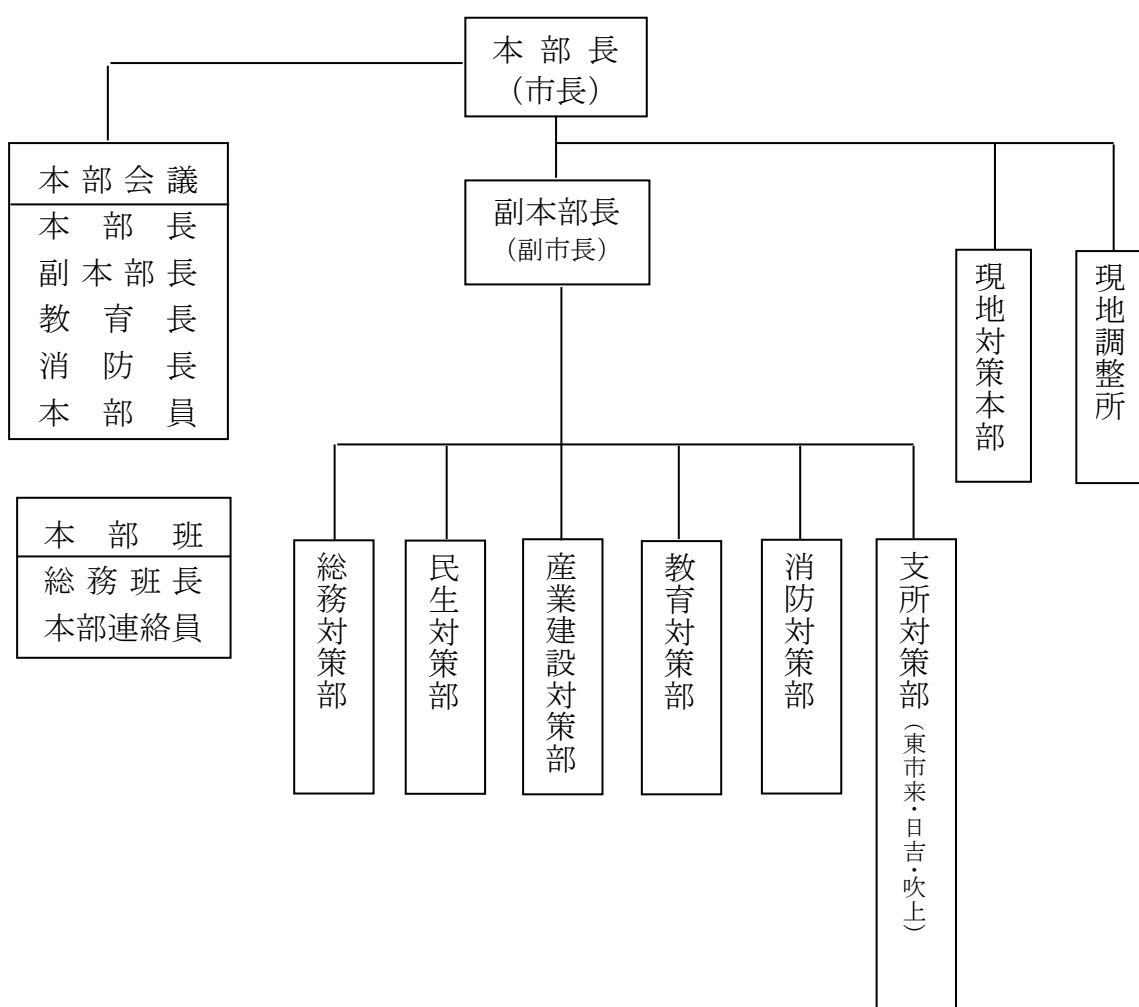 本部長
（市長）
本部会議
本部長
副本部長
教育長
消防長
本部員
副本部長
（副市長）
現地対策本部
現地調整所
本部班
総務班長
本部連絡員
総務対策部
民生対策部
産業建設対策部
教育対策部
消防対策部
支所対策部（東市来・日吉・吹上）